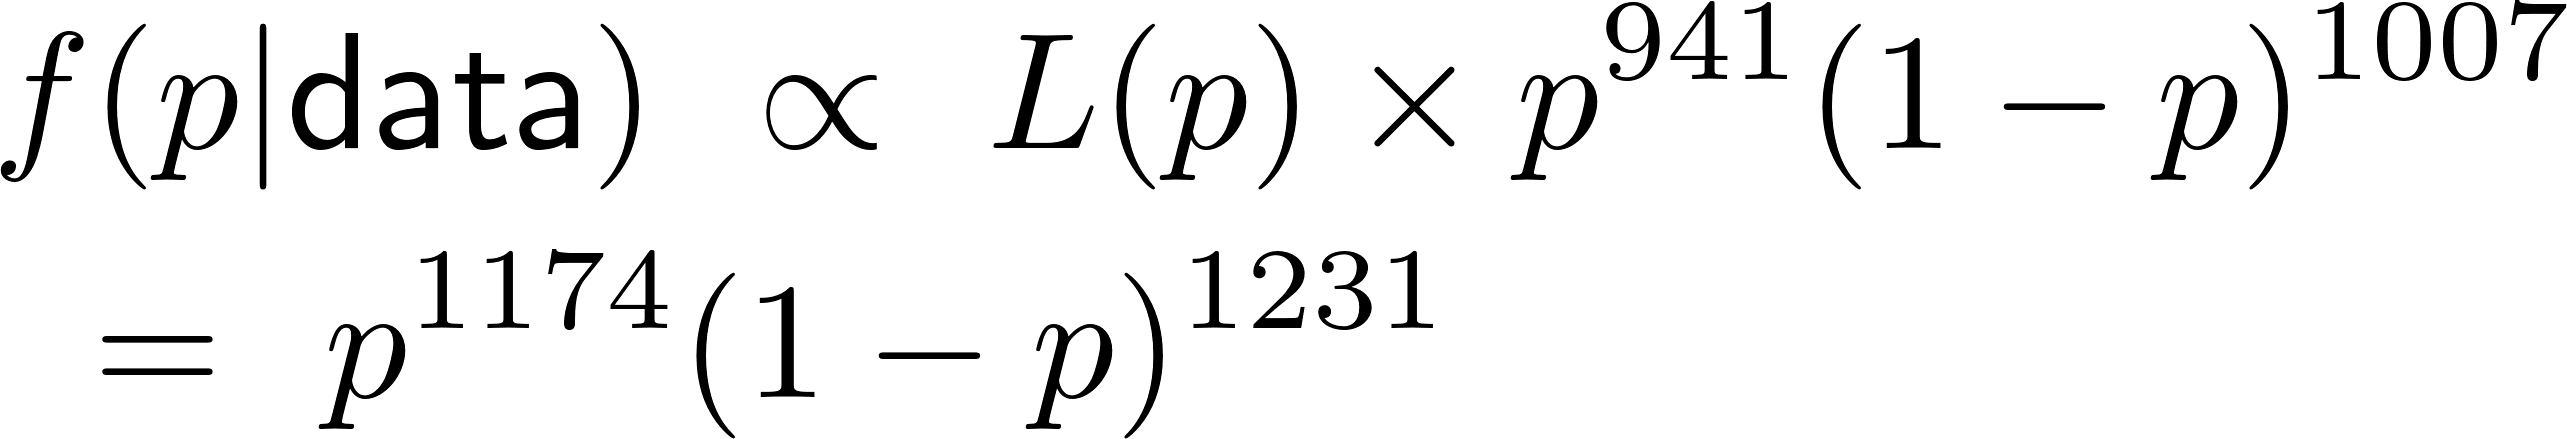 f(p|data) ∝ L(p) × p^941(1 − p)^1007
= p^1174(1 − p)^1231